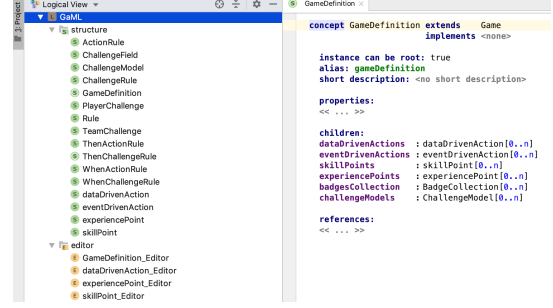 1: Project
Logical View
GaML
structure
ActionRule
ChallengeField
ChallengeModel
ChallengeRule
GameDefinition
PlayerChallenge
Rule
TeamChallenge
ThenActionRule
ThenChallengeRule
WhenActionRule
WhenChallengeRule
dataDrivenAction
eventDrivenAction
experiencePoint
skillPoint
editor
GameDefinition_Editor
dataDrivenAction_Editor
experiencePoint_Editor
skillPoint_Editor
GameDefinition
concept GameDefinition extends Game
implements <none>
instance can be root: true
alias: gameDefinition
short description: <no short description>
properties:
<< ... >>
children:
dataDrivenActions : dataDrivenAction[0..n]
eventDrivenActions : eventDrivenAction[0..n]
skillPoints : skillPoint[0..n]
experiencePoints : experiencePoint[0..n]
badgesCollection : BadgeCollection[0..n]
challengeModels : ChallengeModel[0..n]
references:
<< ... >>